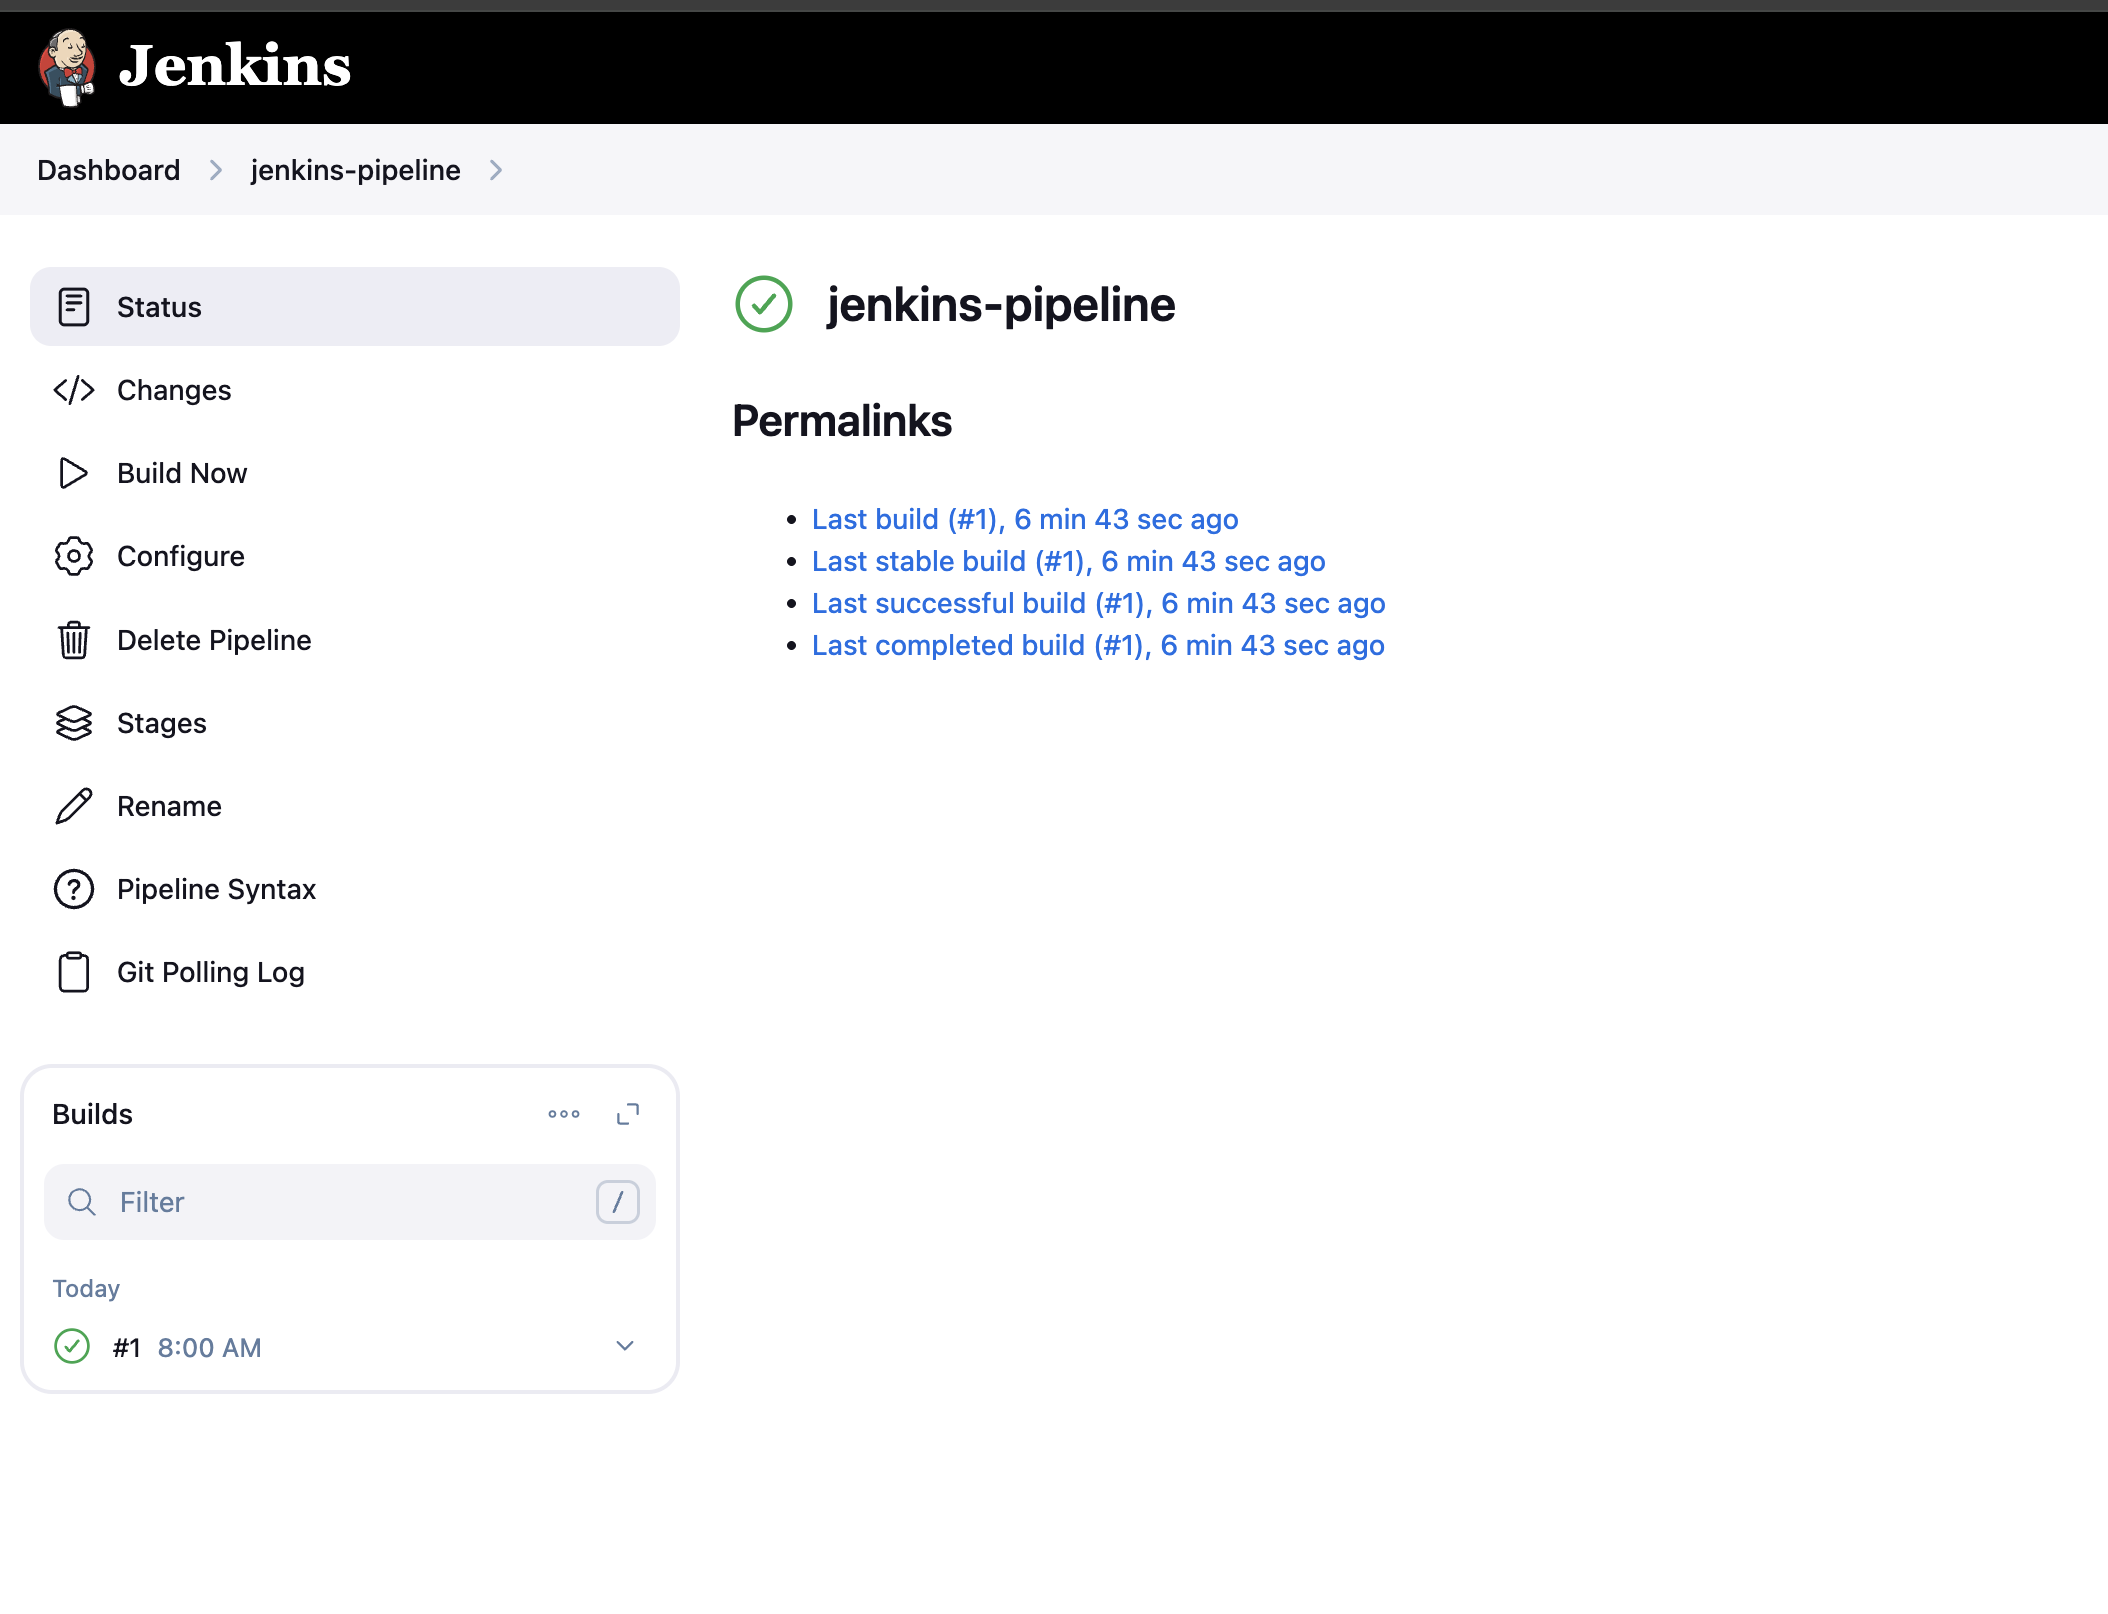 Jenkins
Dashboard
jenkins-pipeline
Status
Changes
Build Now
Configure
Delete Pipeline
Stages
Rename
Pipeline Syntax
Git Polling Log
Builds
Filter
/
Today
#1 8:00 AM
jenkins-pipeline
Permalinks
Last build (#1), 6 min 43 sec ago
Last stable build (#1), 6 min 43 sec ago
Last successful build (#1), 6 min 43 sec ago
Last completed build (#1), 6 min 43 sec ago